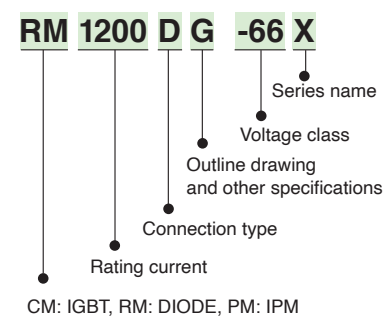 RM 1200 D G -66 X
Series name
Voltage class
Outline drawing
and other specifications
Connection type
Rating current
CM: IGBT, RM: DIODE, PM: IPM